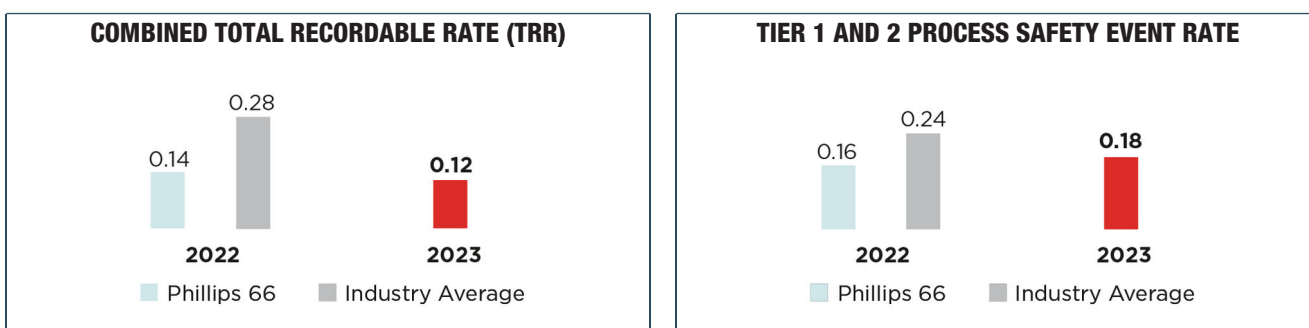 COMBINED TOTAL RECORDABLE RATE (TRR)
0.28
0.14
0.12
2022
2023
Phillips 66
Industry Average
TIER 1 AND 2 PROCESS SAFETY EVENT RATE
0.24
0.16
0.18
2022
2023
Phillips 66
Industry Average